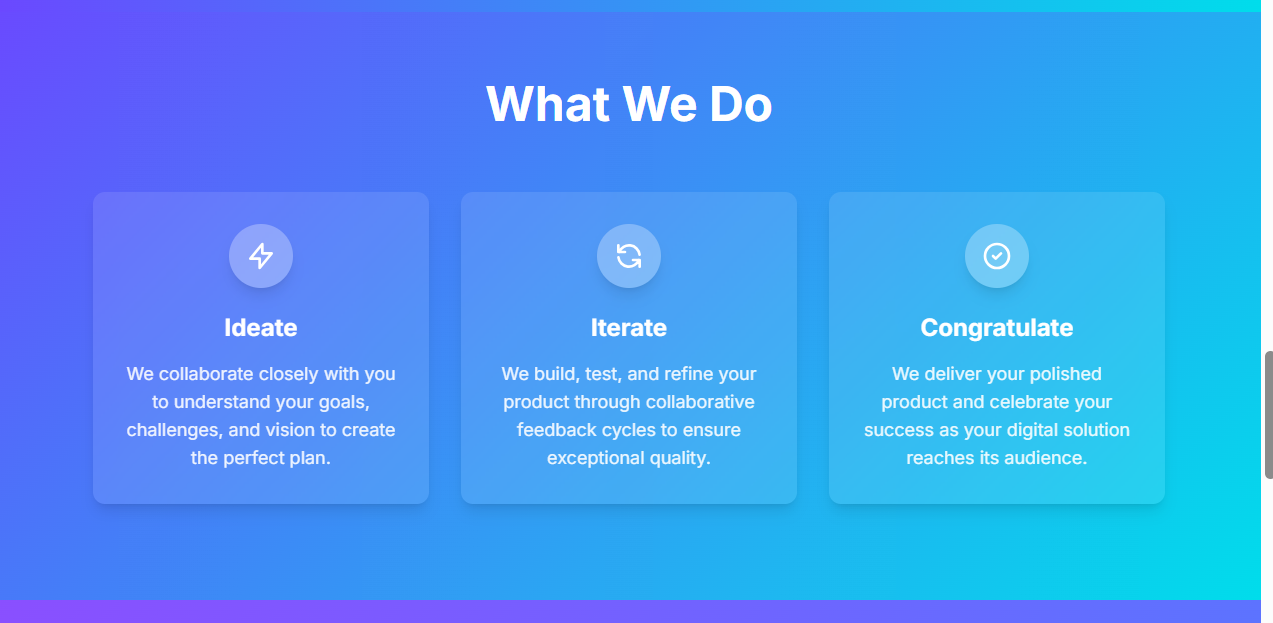 What We Do
Ideate
We collaborate closely with you
to understand your goals,
challenges, and vision to create
the perfect plan.
Iterate
We build, test, and refine your
product through collaborative
feedback cycles to ensure
exceptional quality.
Congratulate
We deliver your polished
product and celebrate your
success as your digital solution
reaches its audience.